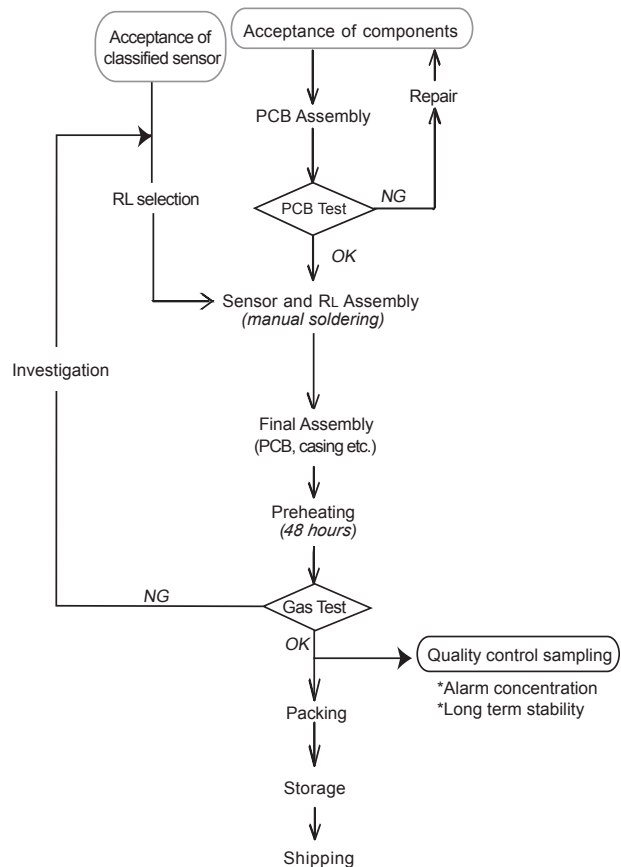 Acceptance of
classified sensor
Acceptance of components
Repair
PCB Assembly
RL selection
PCB Test
NG
OK
Sensor and RL Assembly
(manual soldering)
Investigation
Final Assembly
(PCB, casing etc.)
Preheating
(48 hours)
NG
Gas Test
OK
Quality control sampling
*Alarm concentration
*Long term stability
Packing
Storage
Shipping